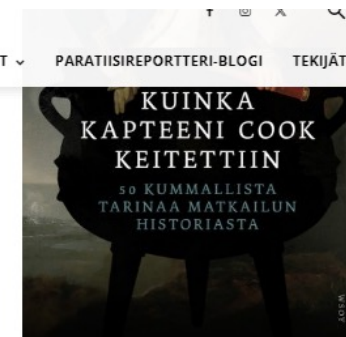 T PARATIISIREPORTTERI-BLOGI TEKIJÄT
KUINKA
KAPTEENI COOK
KEITETTIIN
50 KUMMALLISTA
TARINAA MATKAILUN
HISTORIASTA
WSOY